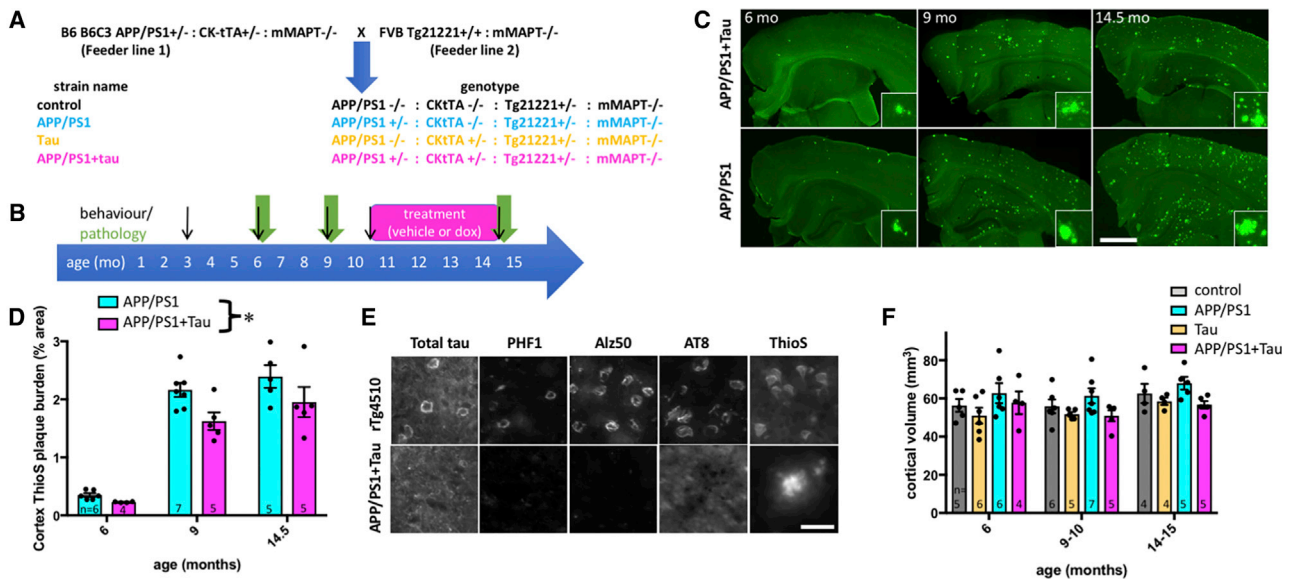 A
B6 B6C3 APP/PS1+/- : CK-tTA+/- : mMAPT-/- X FVB Tg21221+/+ : mMAPT-/-
(Feeder line 1) (Feeder line 2)
strain name genotype
control APP/PS1 -/- : CKtTA -/- : Tg21221+/- : mMAPT-/-
APP/PS1 APP/PS1 +/- : CKtTA -/- : Tg21221+/- : mMAPT-/-
Tau APP/PS1 -/- : CKtTA +/- : Tg21221+/- : mMAPT-/-
APP/PS1+tau APP/PS1 +/- : CKtTA +/- : Tg21221+/- : mMAPT-/-
B
behaviour/
pathology
treatment
(vehicle or dox)
age (mo) 1 2 3 4 5 6 7 8 9 10 11 12 13 14 15
C
6 mo 9 mo 14.5 mo
APP/PS1+Tau
APP/PS1
D
APP/PS1
APP/PS1+Tau
*
Cortex ThioS plaque burden (% area)
3
2
1
0
n=6 4 7 5 5 5
6 9 14.5
age (months)
E
Total tau PHF1 Alz50 AT8 ThioS
rTg4510
APP/PS1+Tau
F
control
APP/PS1
Tau
APP/PS1+Tau
cortical volume (mm³)
80
60
40
20
0
n=
5 6 6 4 6 5 7 5 4 4 5 5
6 9-10 14-15
age (months)